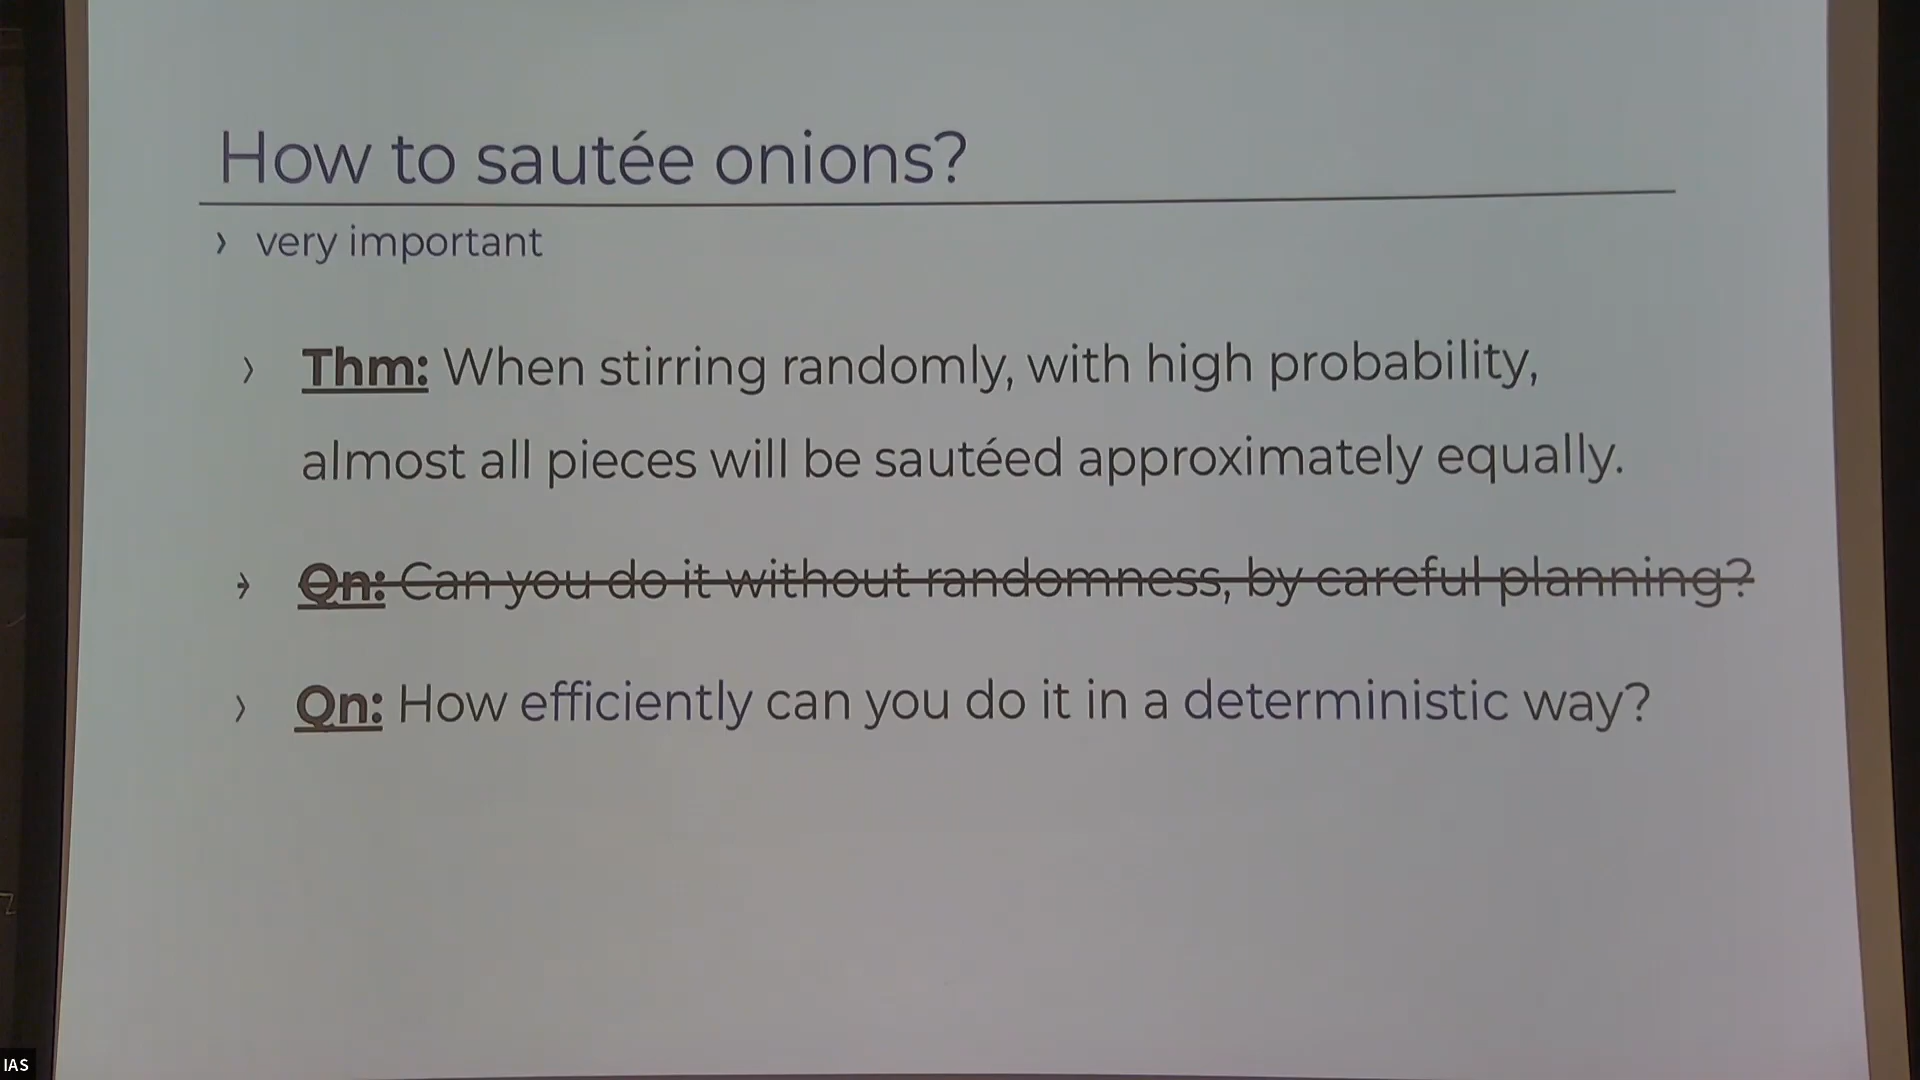 How to sautée onions?
› very important
› Thm: When stirring randomly, with high probability,
almost all pieces will be sautéed approximately equally.
› Qn: Can you do it without randomness, by careful planning?
› Qn: How efficiently can you do it in a deterministic way?
IAS